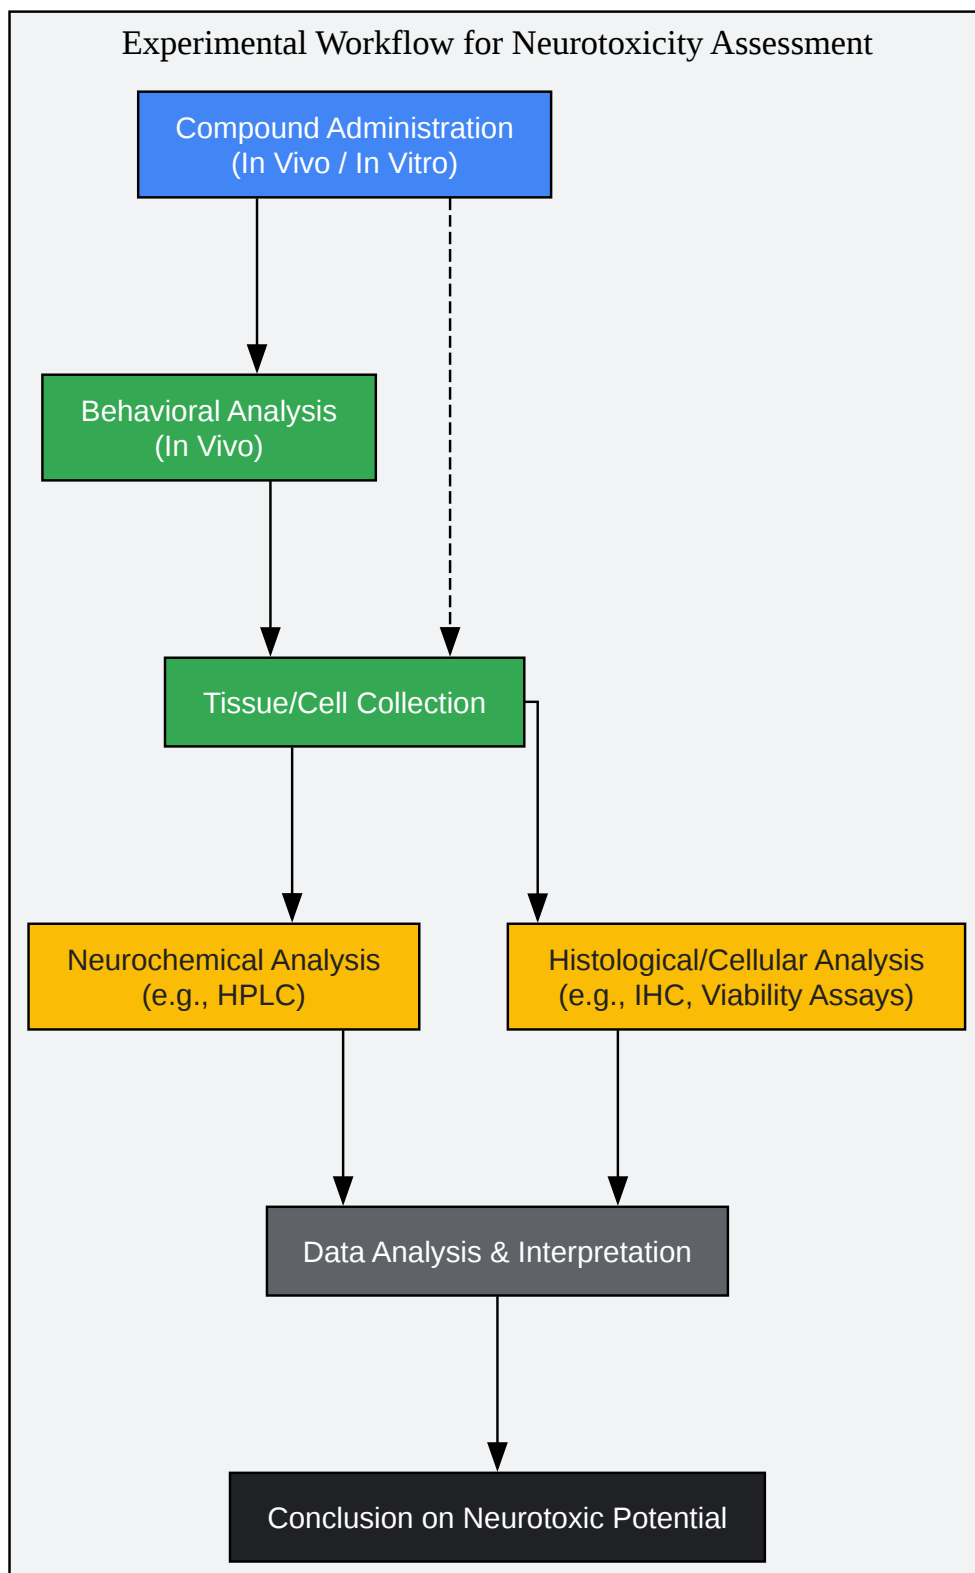 Experimental Workflow for Neurotoxicity Assessment
Compound Administration
(In Vivo / In Vitro)
Behavioral Analysis
(In Vivo)
Tissue/Cell Collection
Neurochemical Analysis
(e.g., HPLC)
Histological/Cellular Analysis
(e.g., IHC, Viability Assays)
Data Analysis & Interpretation
Conclusion on Neurotoxic Potential